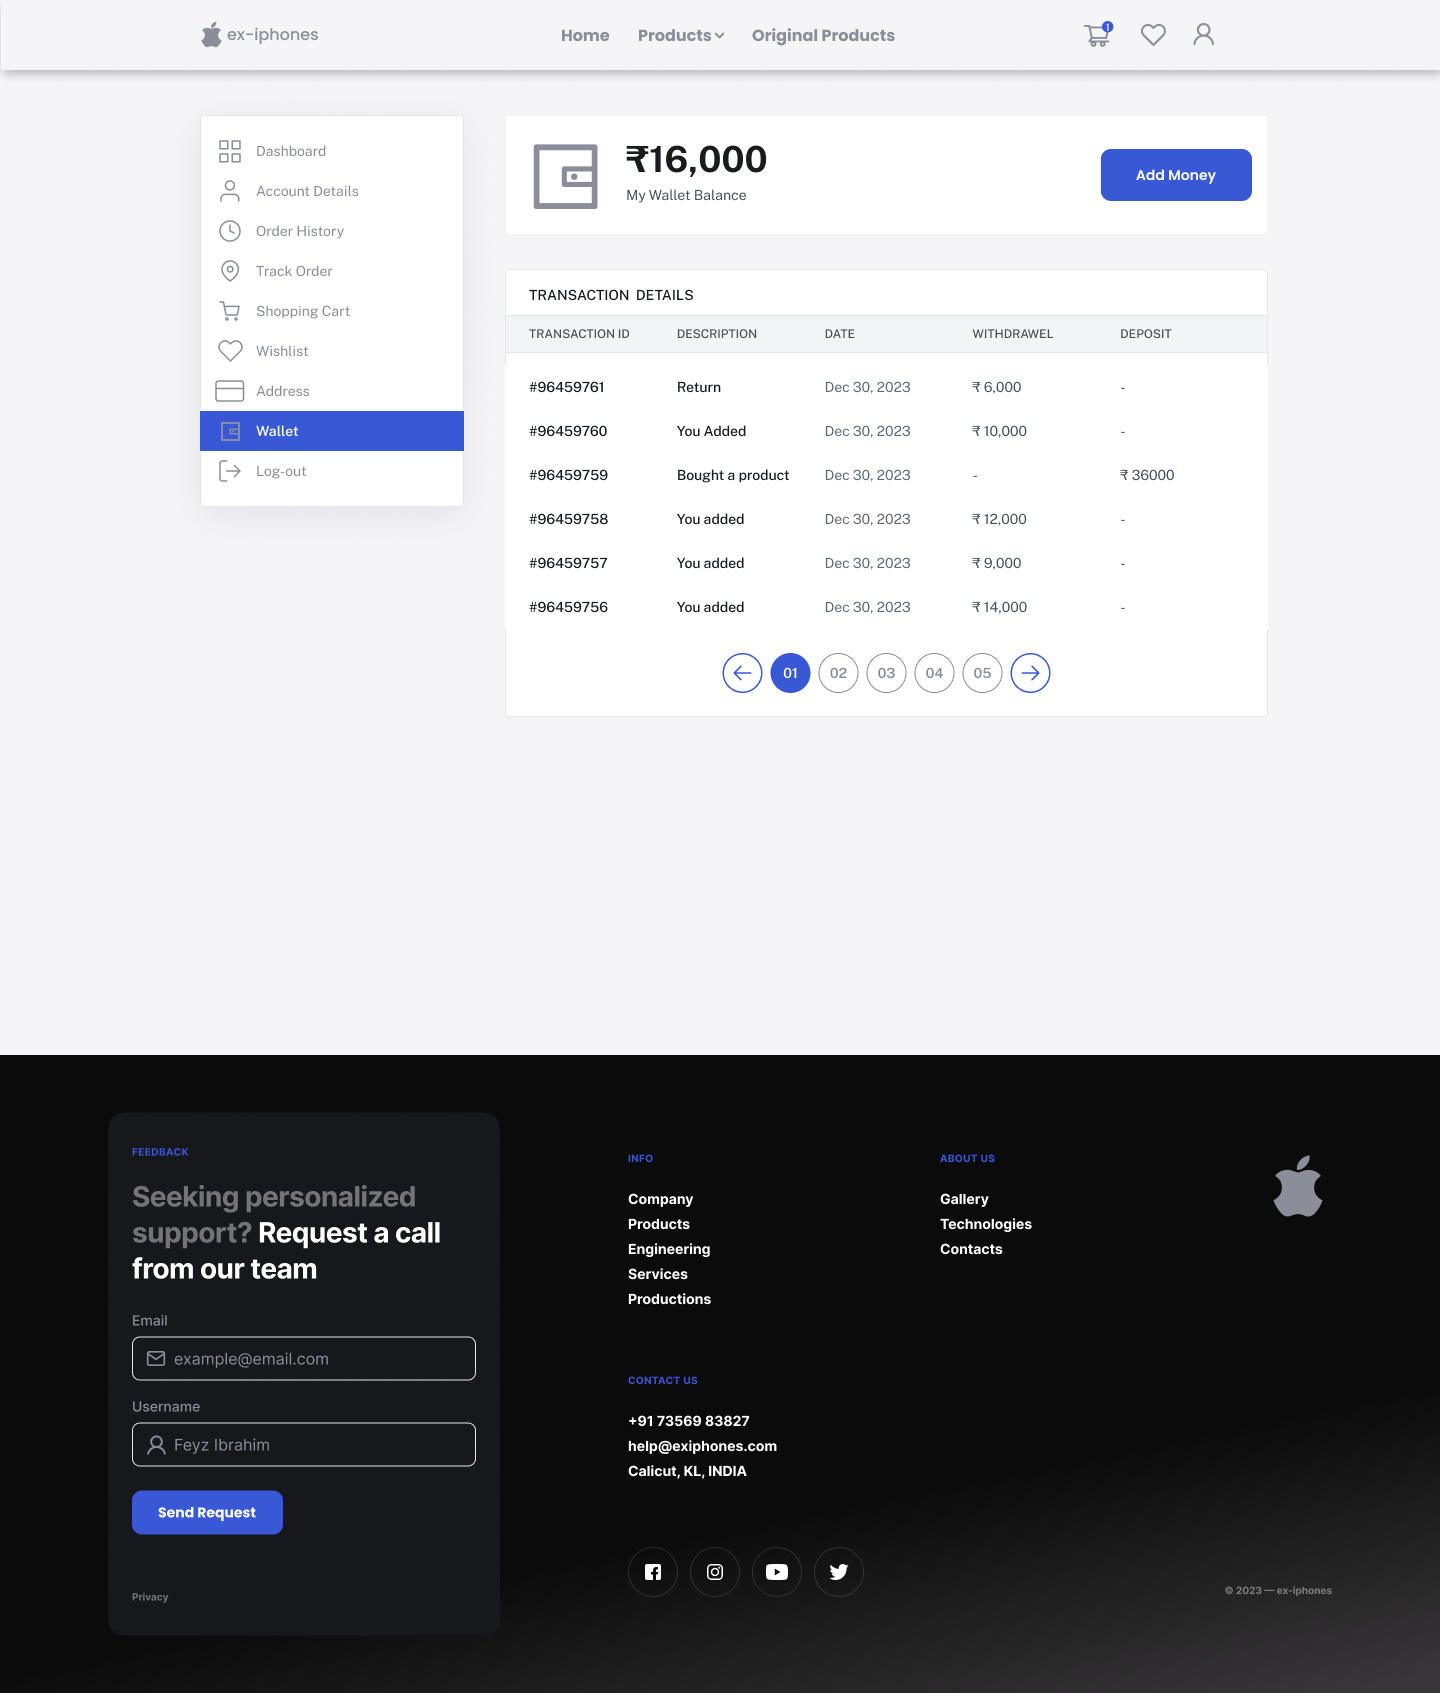 ex-iphones
Home Products Original Products
1
Dashboard
Account Details
Order History
Track Order
Shopping Cart
Wishlist
Address
Wallet
Log-out
₹16,000
My Wallet Balance
Add Money
TRANSACTION DETAILS
TRANSACTION ID DESCRIPTION DATE WITHDRAWEL DEPOSIT
#96459761 Return Dec 30, 2023 ₹ 6,000 -
#96459760 You Added Dec 30, 2023 ₹ 10,000 -
#96459759 Bought a product Dec 30, 2023 - ₹ 36000
#96459758 You added Dec 30, 2023 ₹ 12,000 -
#96459757 You added Dec 30, 2023 ₹ 9,000 -
#96459756 You added Dec 30, 2023 ₹ 14,000 -
01 02 03 04 05
FEEDBACK
Seeking personalized
support? Request a call
from our team
Email
example@email.com
Username
Feyz Ibrahim
Send Request
Privacy
INFO
Company
Products
Engineering
Services
Productions
ABOUT US
Gallery
Technologies
Contacts
CONTACT US
+91 73569 83827
help@exiphones.com
Calicut, KL, INDIA
© 2023 — ex-iphones